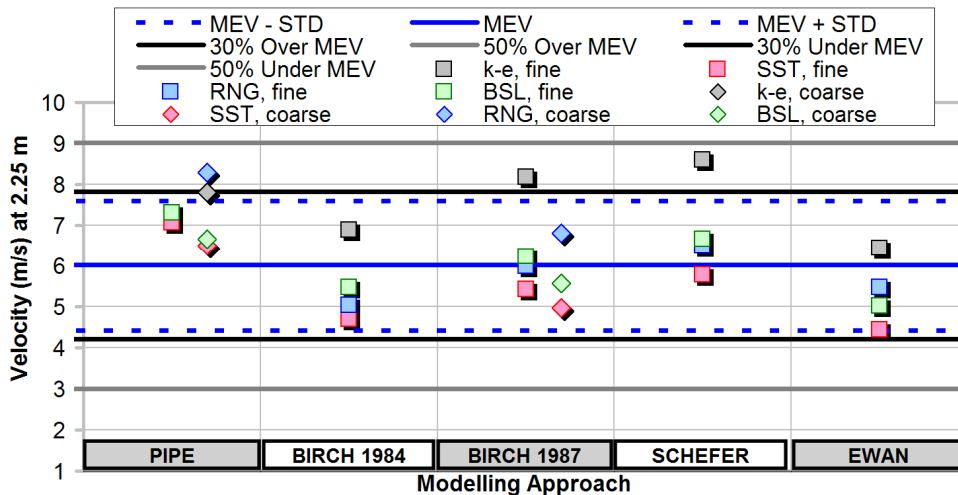 MEV - STD MEV MEV + STD
30% Over MEV 50% Over MEV 30% Under MEV
50% Under MEV k-e, fine SST, fine
RNG, fine BSL, fine k-e, coarse
SST, coarse RNG, coarse BSL, coarse
Velocity (m/s) at 2.25 m
10
9
8
7
6
5
4
3
2
1
PIPE BIRCH 1984 BIRCH 1987 SCHEFER EWAN
Modelling Approach